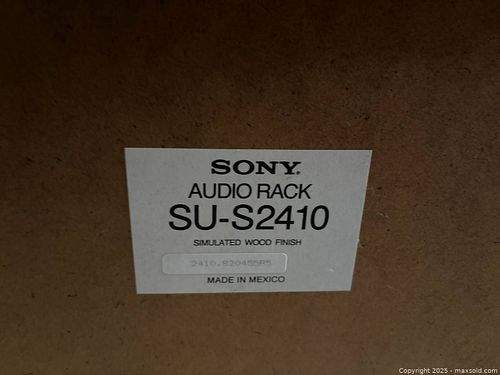 SONY.
AUDIO RACK
SU-S2410
SIMULATED WOOD FINISH
MADE IN MEXICO
Copyright 2025 - maxsold.com